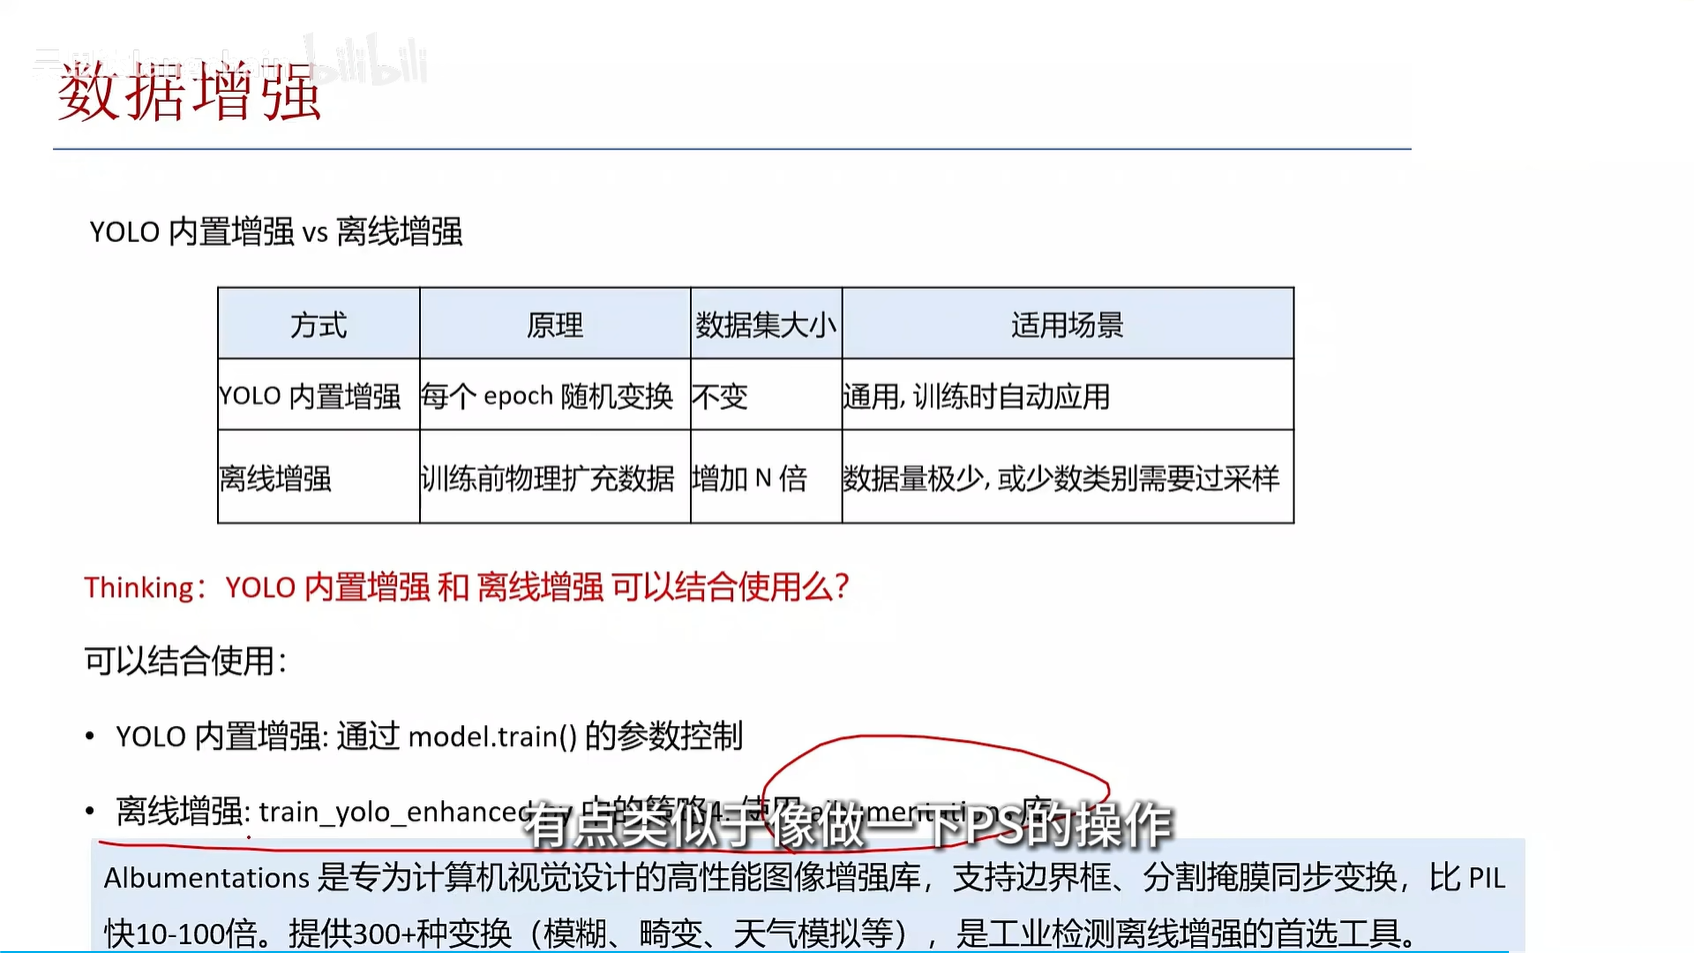 bilibili
数据增强
YOLO 内置增强 vs 离线增强
方式 原理 数据集大小 适用场景
YOLO 内置增强 每个 epoch 随机变换 不变 通用, 训练时自动应用
离线增强 训练前物理扩充数据 增加 N 倍 数据量极少, 或少数类别需要过采样
Thinking：YOLO 内置增强 和 离线增强 可以结合使用么？
可以结合使用：
• YOLO 内置增强: 通过 model.train() 的参数控制
• 离线增强: train_yolo_enhanced.py 中的策略4: 使用 albumentations 库
有点类似于像做一下PS的操作
Albumentations 是专为计算机视觉设计的高性能图像增强库，支持边界框、分割掩膜同步变换，比 PIL
快10-100倍。提供300+种变换（模糊、畸变、天气模拟等），是工业检测离线增强的首选工具。